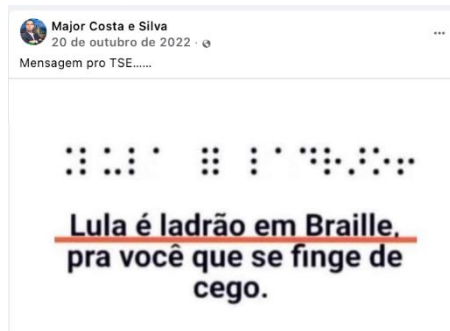 Major Costa e Silva
20 de outubro de 2022
Mensagem pro TSE......
Lula é ladrão em Braille,
pra você que se finge de
cego.